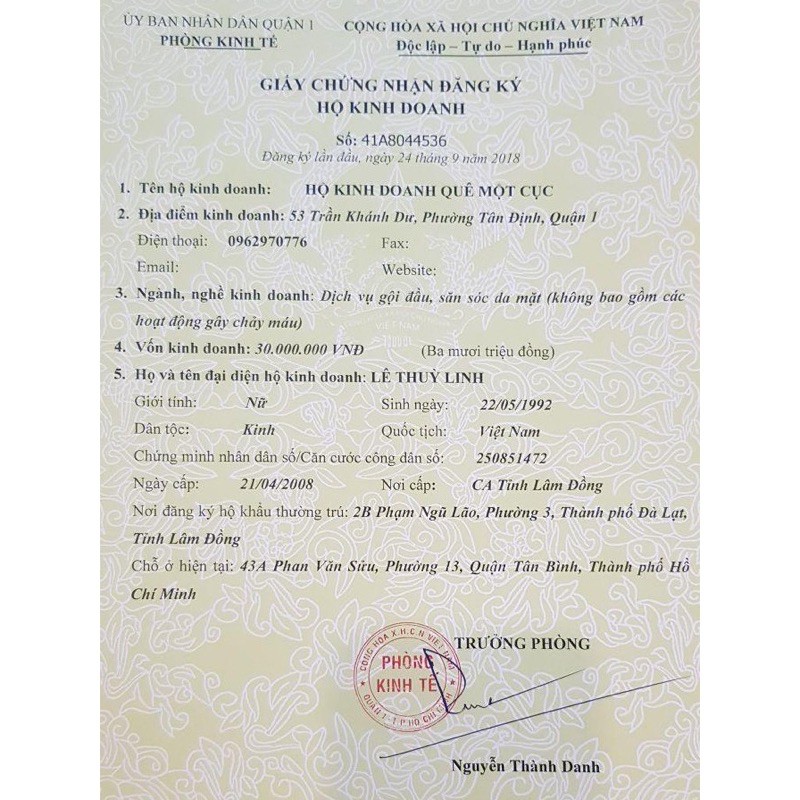 ỦY BAN NHÂN DÂN QUẬN 1
PHÒNG KINH TẾ
CỘNG HÒA XÃ HỘI CHỦ NGHĨA VIỆT NAM
Độc lập – Tự do – Hạnh phúc
GIẤY CHỨNG NHẬN ĐĂNG KÝ
HỘ KINH DOANH
Số: 41A8044536
Đăng ký lần đầu, ngày 24 tháng 9 năm 2018
1. Tên hộ kinh doanh: HỘ KINH DOANH QUÊ MỘT CỤC
2. Địa điểm kinh doanh: 53 Trần Khánh Dư, Phường Tân Định, Quận 1
Điện thoại: 0962970776 Fax:
Email: Website:
3. Ngành, nghề kinh doanh: Dịch vụ gội đầu, săn sóc da mặt (không bao gồm các
hoạt động gây chảy máu)
4. Vốn kinh doanh: 30.000.000 VNĐ (Ba mươi triệu đồng)
5. Họ và tên đại diện hộ kinh doanh: LÊ THUỲ LINH
Giới tính: Nữ Sinh ngày: 22/05/1992
Dân tộc: Kinh Quốc tịch: Việt Nam
Chứng minh nhân dân số/Căn cước công dân số: 250851472
Ngày cấp: 21/04/2008 Nơi cấp: CA Tỉnh Lâm Đồng
Nơi đăng ký hộ khẩu thường trú: 2B Phạm Ngũ Lão, Phường 3, Thành phố Đà Lạt,
Tỉnh Lâm Đồng
Chỗ ở hiện tại: 43A Phan Văn Sửu, Phường 13, Quận Tân Bình, Thành phố Hồ
Chí Minh
TRƯỞNG PHÒNG
CỘNG HÒA X.H.C.N VIỆT NAM
PHÒNG
KINH TẾ
QUẬN 1 - T.P HỒ CHÍ MINH
Nguyễn Thành Danh